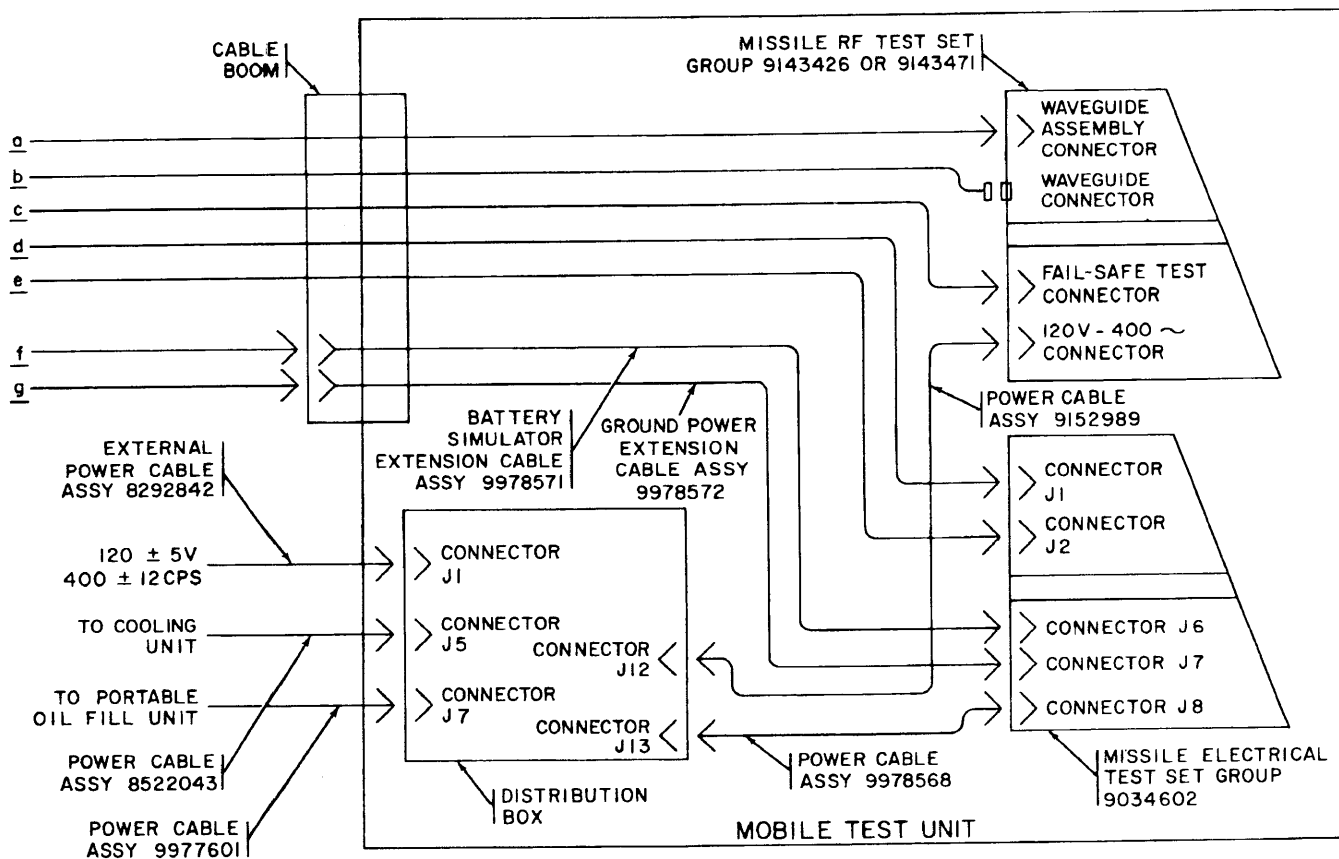 CABLE
BOOM
MISSILE RF TEST SET
GROUP 9143426 OR 9143471
a
b
c
d
e
f
g
WAVEGUIDE
ASSEMBLY
CONNECTOR
WAVEGUIDE
CONNECTOR
FAIL-SAFE TEST
CONNECTOR
120V - 400 ~
CONNECTOR
POWER CABLE
ASSY 9152989
BATTERY
SIMULATOR
EXTENSION CABLE
ASSY 9978571
GROUND POWER
EXTENSION
CABLE ASSY
9978572
EXTERNAL
POWER CABLE
ASSY 8292842
120 ± 5V
400 ± 12CPS
TO COOLING
UNIT
TO PORTABLE
OIL FILL UNIT
POWER CABLE
ASSY 8522043
POWER CABLE
ASSY 9977601
CONNECTOR
J1
CONNECTOR
J5
CONNECTOR
J7
CONNECTOR
J12
CONNECTOR
J13
DISTRIBUTION
BOX
POWER CABLE
ASSY 9978568
CONNECTOR
J1
CONNECTOR
J2
CONNECTOR J6
CONNECTOR J7
CONNECTOR J8
MISSILE ELECTRICAL
TEST SET GROUP
9034602
MOBILE TEST UNIT